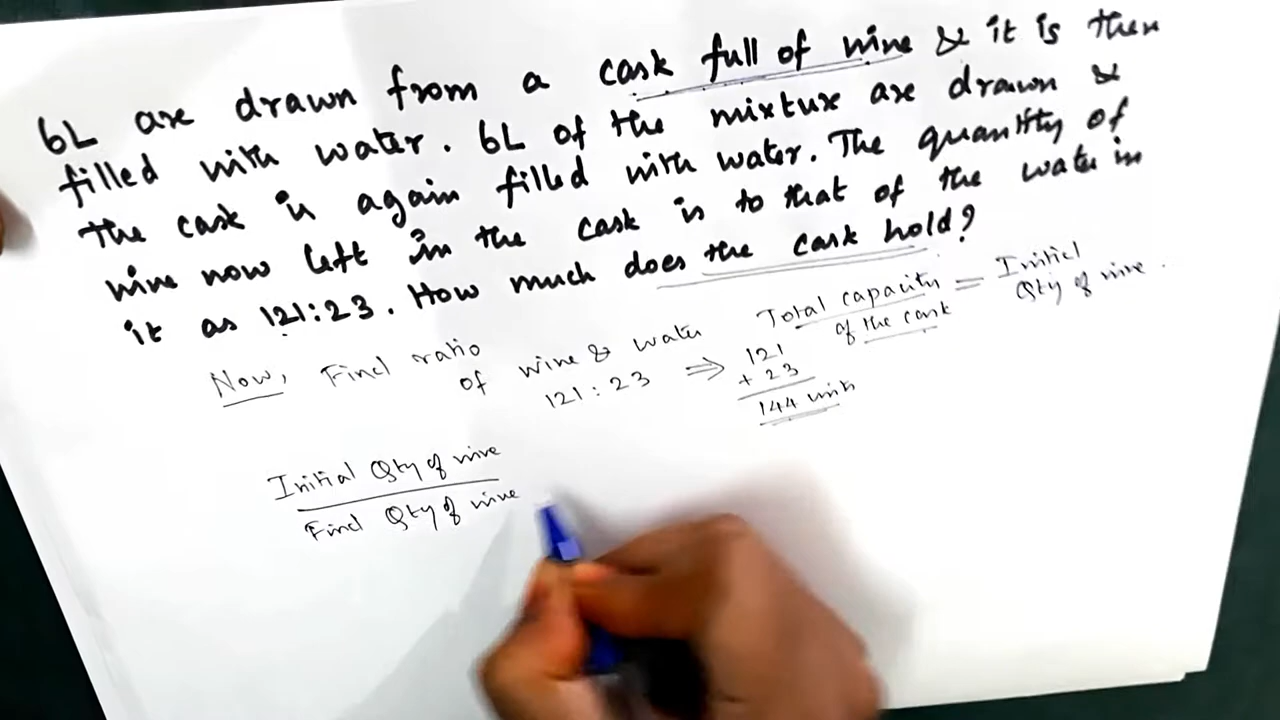 6L are drawn from a cask full of wine & it is then
filled with water. 6L of the mixture are drawn &
the cask is again filled with water. The quantity of
wine now left in the cask is to that of the water in
it as 121:23. How much does the cask hold?
Now, Final ratio
of wine & water
121 : 23 ⇒ 121
+ 23
144 units
Total capacity
of the cask = Initial
Qty of wine.
Initial Qty of wine
Final Qty of wine